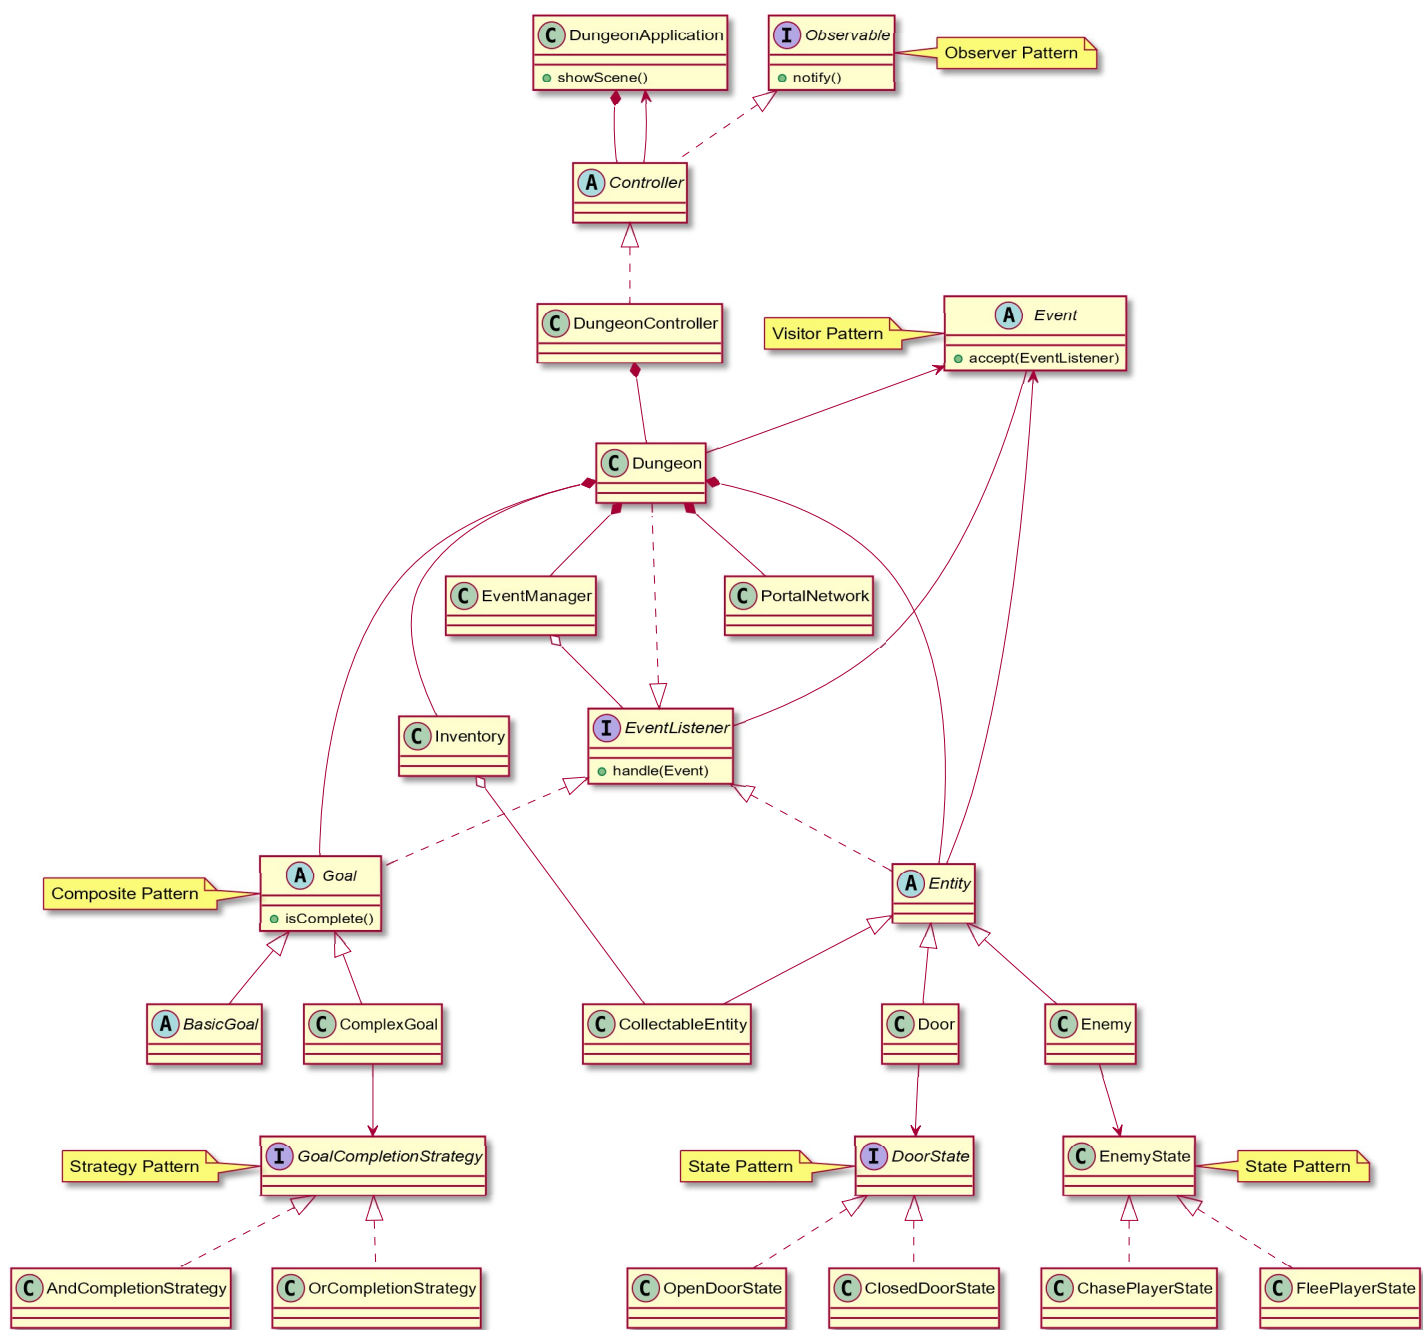 C DungeonApplication
showScene()
I Observable
notify()
Observer Pattern
A Controller
C DungeonController
Visitor Pattern
A Event
accept(EventListener)
C Dungeon
C EventManager
C PortalNetwork
C Inventory
I EventListener
handle(Event)
Composite Pattern
A Goal
isComplete()
A Entity
A BasicGoal
C ComplexGoal
C CollectableEntity
C Door
C Enemy
Strategy Pattern
I GoalCompletionStrategy
State Pattern
I DoorState
C EnemyState
State Pattern
C AndCompletionStrategy
C OrCompletionStrategy
C OpenDoorState
C ClosedDoorState
C ChasePlayerState
C FleePlayerState